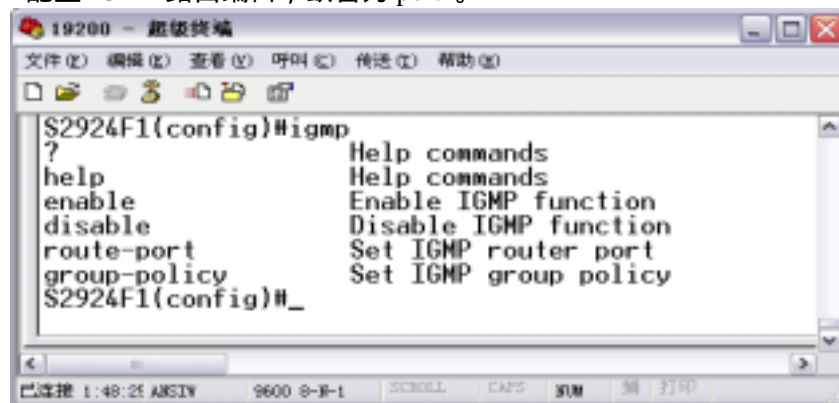 19200 - 超级终端
文件(F) 编辑(E) 查看(V) 呼叫(C) 传送(T) 帮助(H)
S2924F1(config)#igmp
? Help commands
help Help commands
enable Enable IGMP function
disable Disable IGMP function
route-port Set IGMP router port
group-policy Set IGMP group policy
S2924F1(config)#_
已连接 1:48:25 ANSIW 9600 8-N-1 SCROLL CAPS NUM 捕 打印